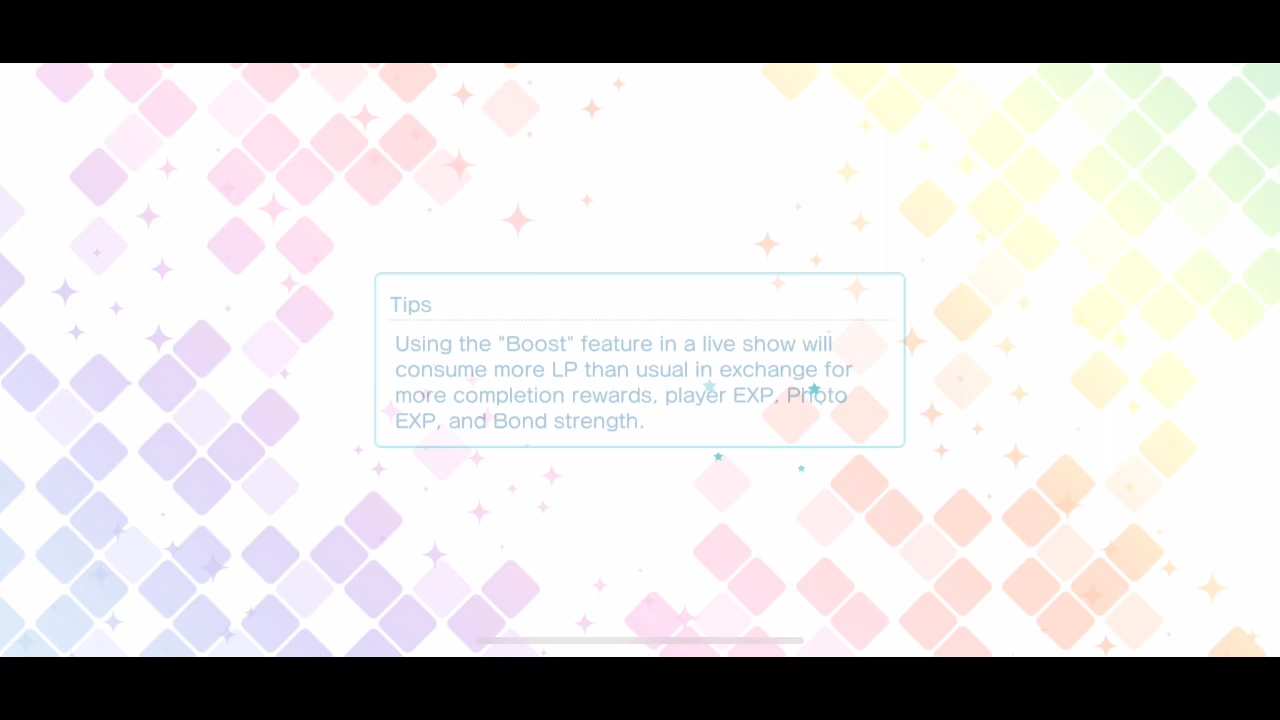 Tips
Using the "Boost" feature in a live show will
consume more LP than usual in exchange for
more completion rewards, player EXP, Photo
EXP, and Bond strength.